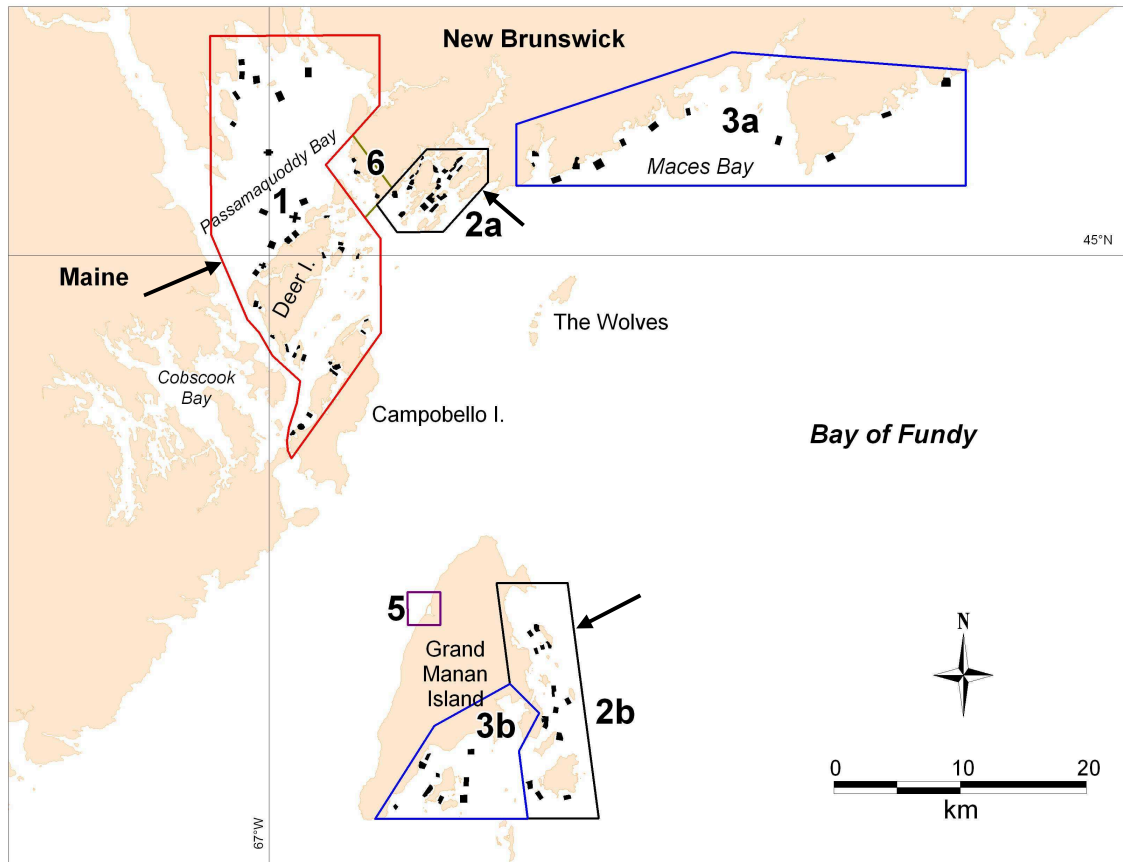 New Brunswick
3a
Maces Bay
6
Passamaquoddy Bay
1
2a
45°N
Maine
Deer I.
The Wolves
Cobscook
Bay
Campobello I.
Bay of Fundy
5
Grand
Manan
Island
2b
3b
N
0 10 20
km
67°W